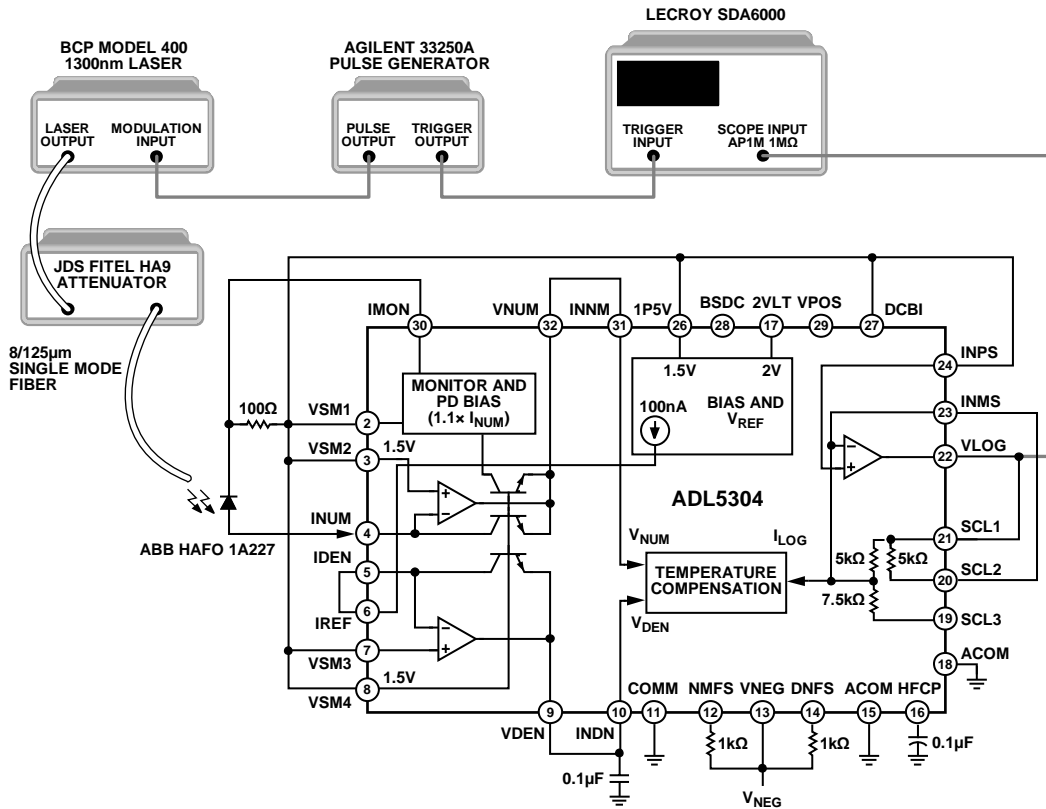 LECROY SDA6000
BCP MODEL 400
1300nm LASER
AGILENT 33250A
PULSE GENERATOR
LASER
OUTPUT
MODULATION
INPUT
PULSE
OUTPUT
TRIGGER
OUTPUT
TRIGGER
INPUT
SCOPE INPUT
AP1M 1MΩ
JDS FITEL HA9
ATTENUATOR
8/125µm
SINGLE MODE
FIBER
IMON
30
VNUM
32
INNM
31
1P5V
26
BSDC
28
2VLT
17
VPOS
29
27
DCBI
24
INPS
1.5V
2V
MONITOR AND
PD BIAS
(1.1× INUM)
100nA
BIAS AND
VREF
100Ω
VSM1
2
23
INMS
VSM2
3
1.5V
22
VLOG
ADL5304
INUM
4
ABB HAFO 1A227
IDEN
5
6
IREF
VSM3
7
VSM4
8
1.5V
+
−
−
+
−
+
VNUM
ILOG
TEMPERATURE
COMPENSATION
VDEN
5kΩ
5kΩ
7.5kΩ
21
SCL1
20
SCL2
19
SCL3
18
ACOM
9
VDEN
10
INDN
COMM
11
NMFS
12
VNEG
13
DNFS
14
ACOM
15
HFCP
16
1kΩ
1kΩ
0.1µF
0.1µF
VNEG